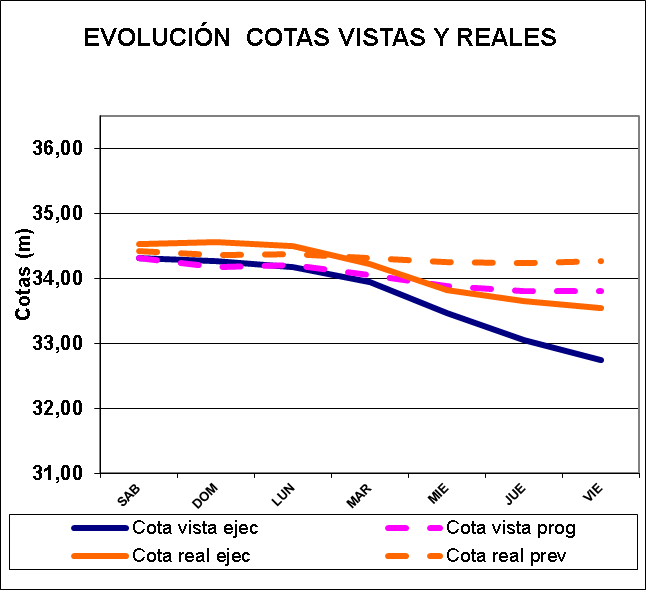 EVOLUCIÓN  COTAS VISTAS Y REALES
Cotas (m)
36,00
35,00
34,00
33,00
32,00
31,00
SAB DOM LUN MAR MIE JUE VIE
Cota vista ejec Cota vista prog
Cota real ejec Cota real prev